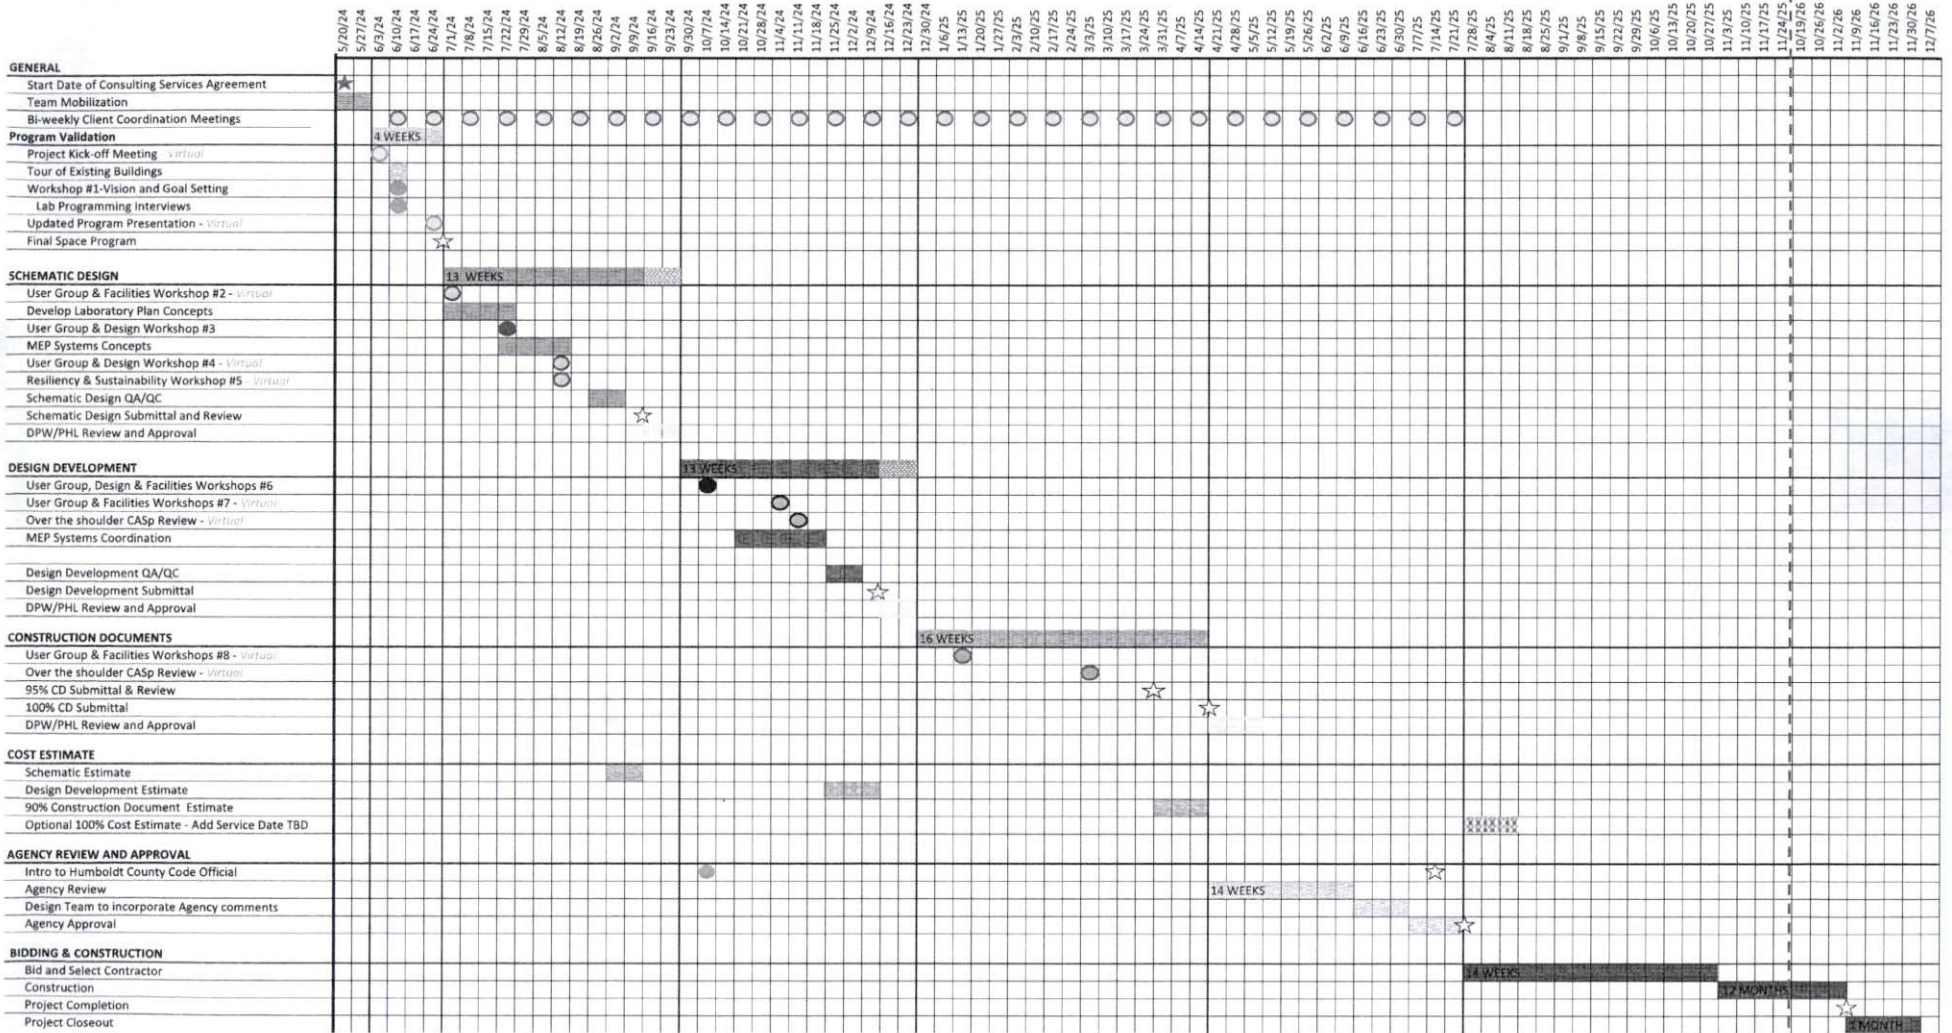 5/20/24 5/27/24 6/3/24 6/10/24 6/17/24 6/24/24 7/1/24 7/8/24 7/15/24 7/22/24 7/29/24 8/5/24 8/12/24 8/19/24 8/26/24 9/2/24 9/9/24 9/16/24 9/23/24 9/30/24 10/7/24 10/14/24 10/21/24 10/28/24 11/4/24 11/11/24 11/18/24 11/25/24 12/2/24 12/9/24 12/16/24 12/23/24 12/30/24 1/6/25 1/13/25 1/20/25 1/27/25 2/3/25 2/10/25 2/17/25 2/24/25 3/3/25 3/10/25 3/17/25 3/24/25 3/31/25 4/7/25 4/14/25 4/21/25 4/28/25 5/5/25 5/12/25 5/19/25 5/26/25 6/2/25 6/9/25 6/16/25 6/23/25 6/30/25 7/7/25 7/14/25 7/21/25 7/28/25 8/4/25 8/11/25 8/18/25 8/25/25 9/1/25 9/8/25 9/15/25 9/22/25 9/29/25 10/6/25 10/13/25 10/20/25 10/27/25 11/3/25 11/10/25 11/17/25 11/24/25 10/19/26 10/26/26 11/2/26 11/9/26 11/16/26 11/23/26 11/30/26 12/7/26
GENERAL
Start Date of Consulting Services Agreement
Team Mobilization
Bi-weekly Client Coordination Meetings
Program Validation 4 WEEKS
Project Kick-off Meeting - Virtual
Tour of Existing Buildings
Workshop #1-Vision and Goal Setting
Lab Programming Interviews
Updated Program Presentation - Virtual
Final Space Program
SCHEMATIC DESIGN 13 WEEKS
User Group & Facilities Workshop #2 - Virtual
Develop Laboratory Plan Concepts
User Group & Design Workshop #3
MEP Systems Concepts
User Group & Design Workshop #4 - Virtual
Resiliency & Sustainability Workshop #5 - Virtual
Schematic Design QA/QC
Schematic Design Submittal and Review
DPW/PHL Review and Approval
DESIGN DEVELOPMENT 13 WEEKS
User Group, Design & Facilities Workshops #6
User Group & Facilities Workshops #7 - Virtual
Over the shoulder CASp Review - Virtual
MEP Systems Coordination
Design Development QA/QC
Design Development Submittal
DPW/PHL Review and Approval
CONSTRUCTION DOCUMENTS 16 WEEKS
User Group & Facilities Workshops #8 - Virtual
Over the shoulder CASp Review - Virtual
95% CD Submittal & Review
100% CD Submittal
DPW/PHL Review and Approval
COST ESTIMATE
Schematic Estimate
Design Development Estimate
90% Construction Document Estimate
Optional 100% Cost Estimate - Add Service Date TBD
AGENCY REVIEW AND APPROVAL
Intro to Humboldt County Code Official
Agency Review 14 WEEKS
Design Team to incorporate Agency comments
Agency Approval
BIDDING & CONSTRUCTION
Bid and Select Contractor 14 WEEKS
Construction 12 MONTHS
Project Completion
Project Closeout 1 MONTH